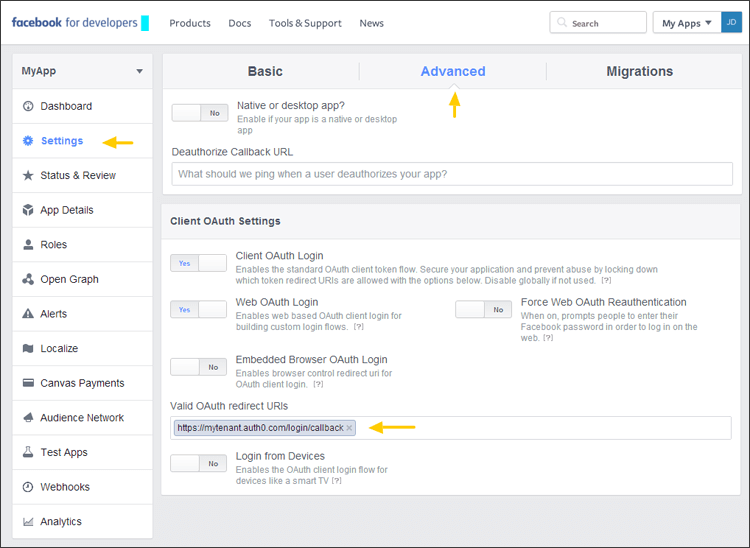 facebook for developers
Products
Docs
Tools & Support
News
Search
My Apps
JD
MyApp
Dashboard
Settings
Status & Review
App Details
Roles
Open Graph
Alerts
Localize
Canvas Payments
Audience Network
Test Apps
Webhooks
Analytics
Basic
Advanced
Migrations
No
Native or desktop app?
Enable if your app is a native or desktop
app
Deauthorize Callback URL
What should we ping when a user deauthorizes your app?
Client OAuth Settings
Yes
Client OAuth Login
Enables the standard OAuth client token flow. Secure your application and prevent abuse by locking down
which token redirect URIs are allowed with the options below. Disable globally if not used. [?]
Yes
Web OAuth Login
Enables web based OAuth client login for
building custom login flows. [?]
No
Force Web OAuth Reauthentication
When on, prompts people to enter their
Facebook password in order to log in on the
web. [?]
No
Embedded Browser OAuth Login
Enables browser control redirect uri for
OAuth client login. [?]
Valid OAuth redirect URIs
https://mytenant.auth0.com/login/callback ×
No
Login from Devices
Enables the OAuth client login flow for
devices like a smart TV [?]